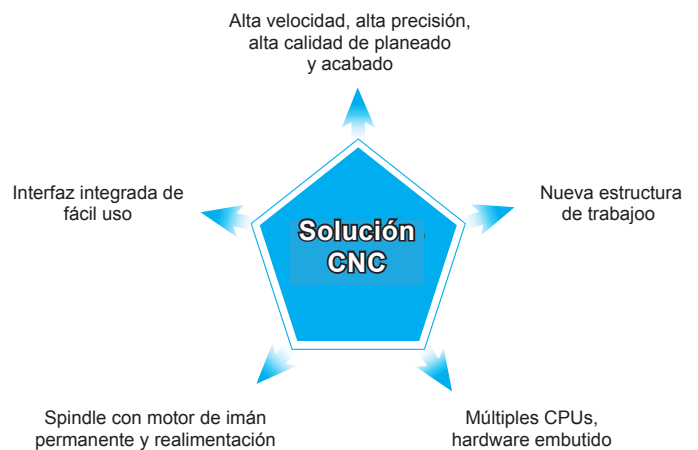 Alta velocidad, alta precisión,
alta calidad de planeado
y acabado
Interfaz integrada de
fácil uso
Nueva estructura
de trabajoo
Solución
CNC
Spindle con motor de imán
permanente y realimentación
Múltiples CPUs,
hardware embutido